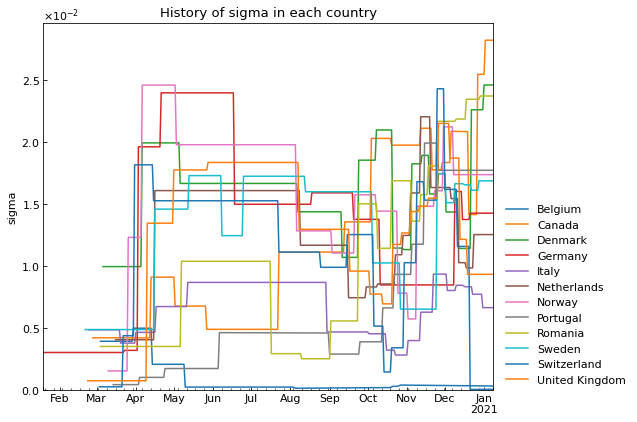 History of sigma in each country
×10−2
sigma
2.5
2.0
1.5
1.0
0.5
0.0
Feb Mar Apr May Jun Jul Aug Sep Oct Nov Dec Jan
2021
Belgium
Canada
Denmark
Germany
Italy
Netherlands
Norway
Portugal
Romania
Sweden
Switzerland
United Kingdom